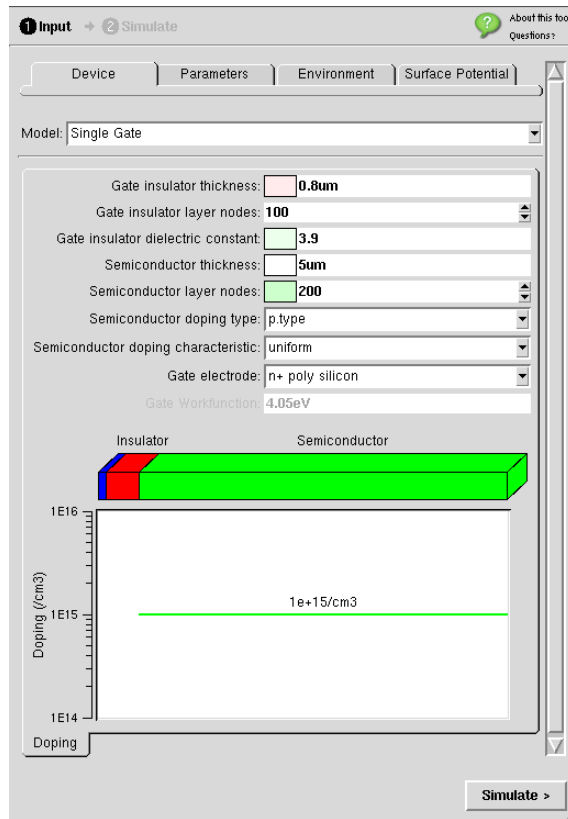 1 Input → 2 Simulate
About this too
Questions?
Device Parameters Environment Surface Potential
Model: Single Gate
Gate insulator thickness: 0.8um
Gate insulator layer nodes: 100
Gate insulator dielectric constant: 3.9
Semiconductor thickness: 5um
Semiconductor layer nodes: 200
Semiconductor doping type: p.type
Semiconductor doping characteristic: uniform
Gate electrode: n+ poly silicon
Gate Workfunction: 4.05eV
Insulator Semiconductor
1E16
1e+15/cm3
1E15
Doping (/cm3)
1E14
Doping
Simulate >